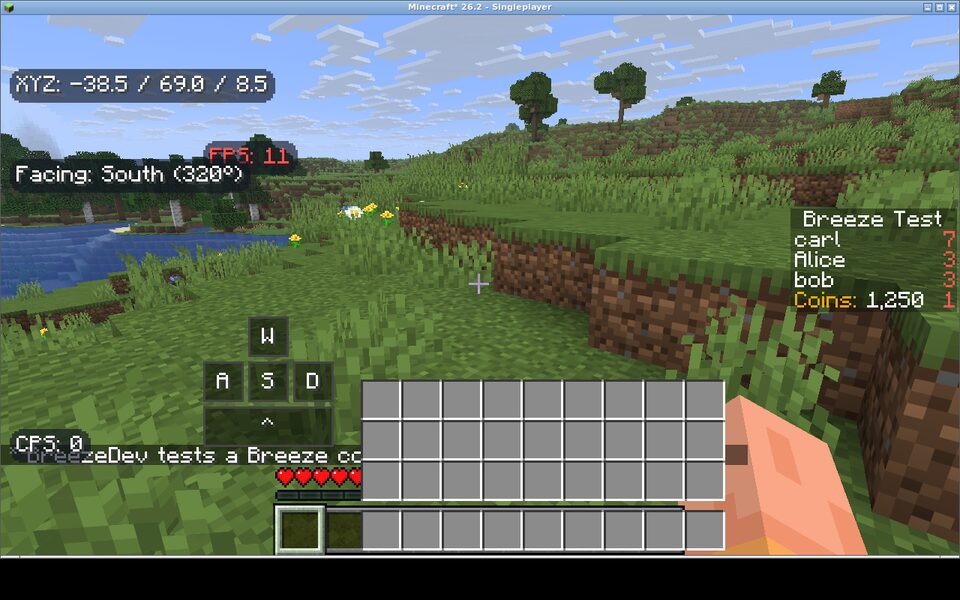 Minecraft* 26.2 - Singleplayer
XYZ: -38.5 / 69.0 / 8.5
FPS: 11
Facing: South (320°)
Breeze Test
carl 7
Alice 3
bob 3
Coins: 1,250 1
W
A S D
^
CPS: 0
BreezeDev tests a Breeze co